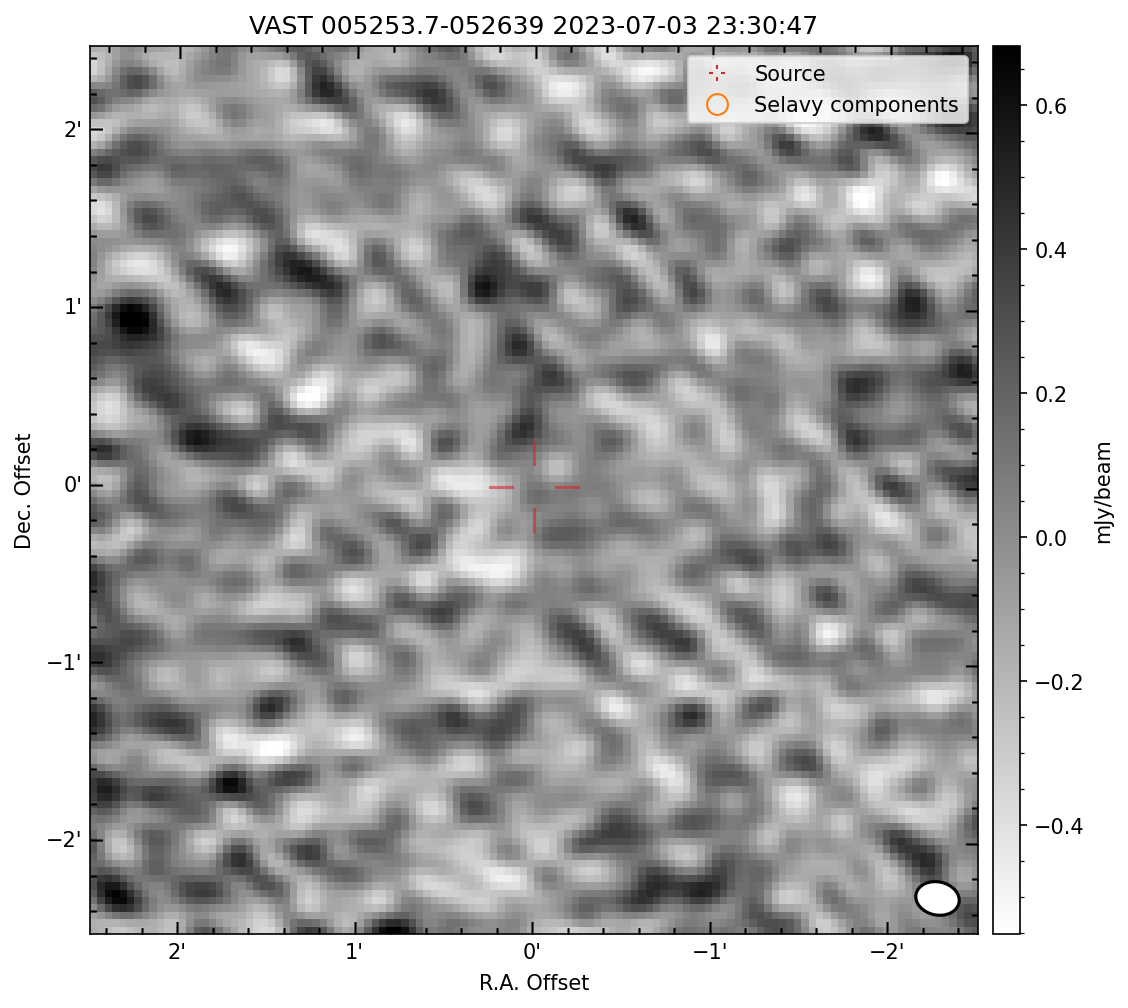 VAST 005253.7-052639 2023-07-03 23:30:47
Source
Selavy components
2'
1'
0'
−1'
−2'
Dec. Offset
2'
1'
0'
−1'
−2'
R.A. Offset
0.6
0.4
0.2
0.0
−0.2
−0.4
mJy/beam